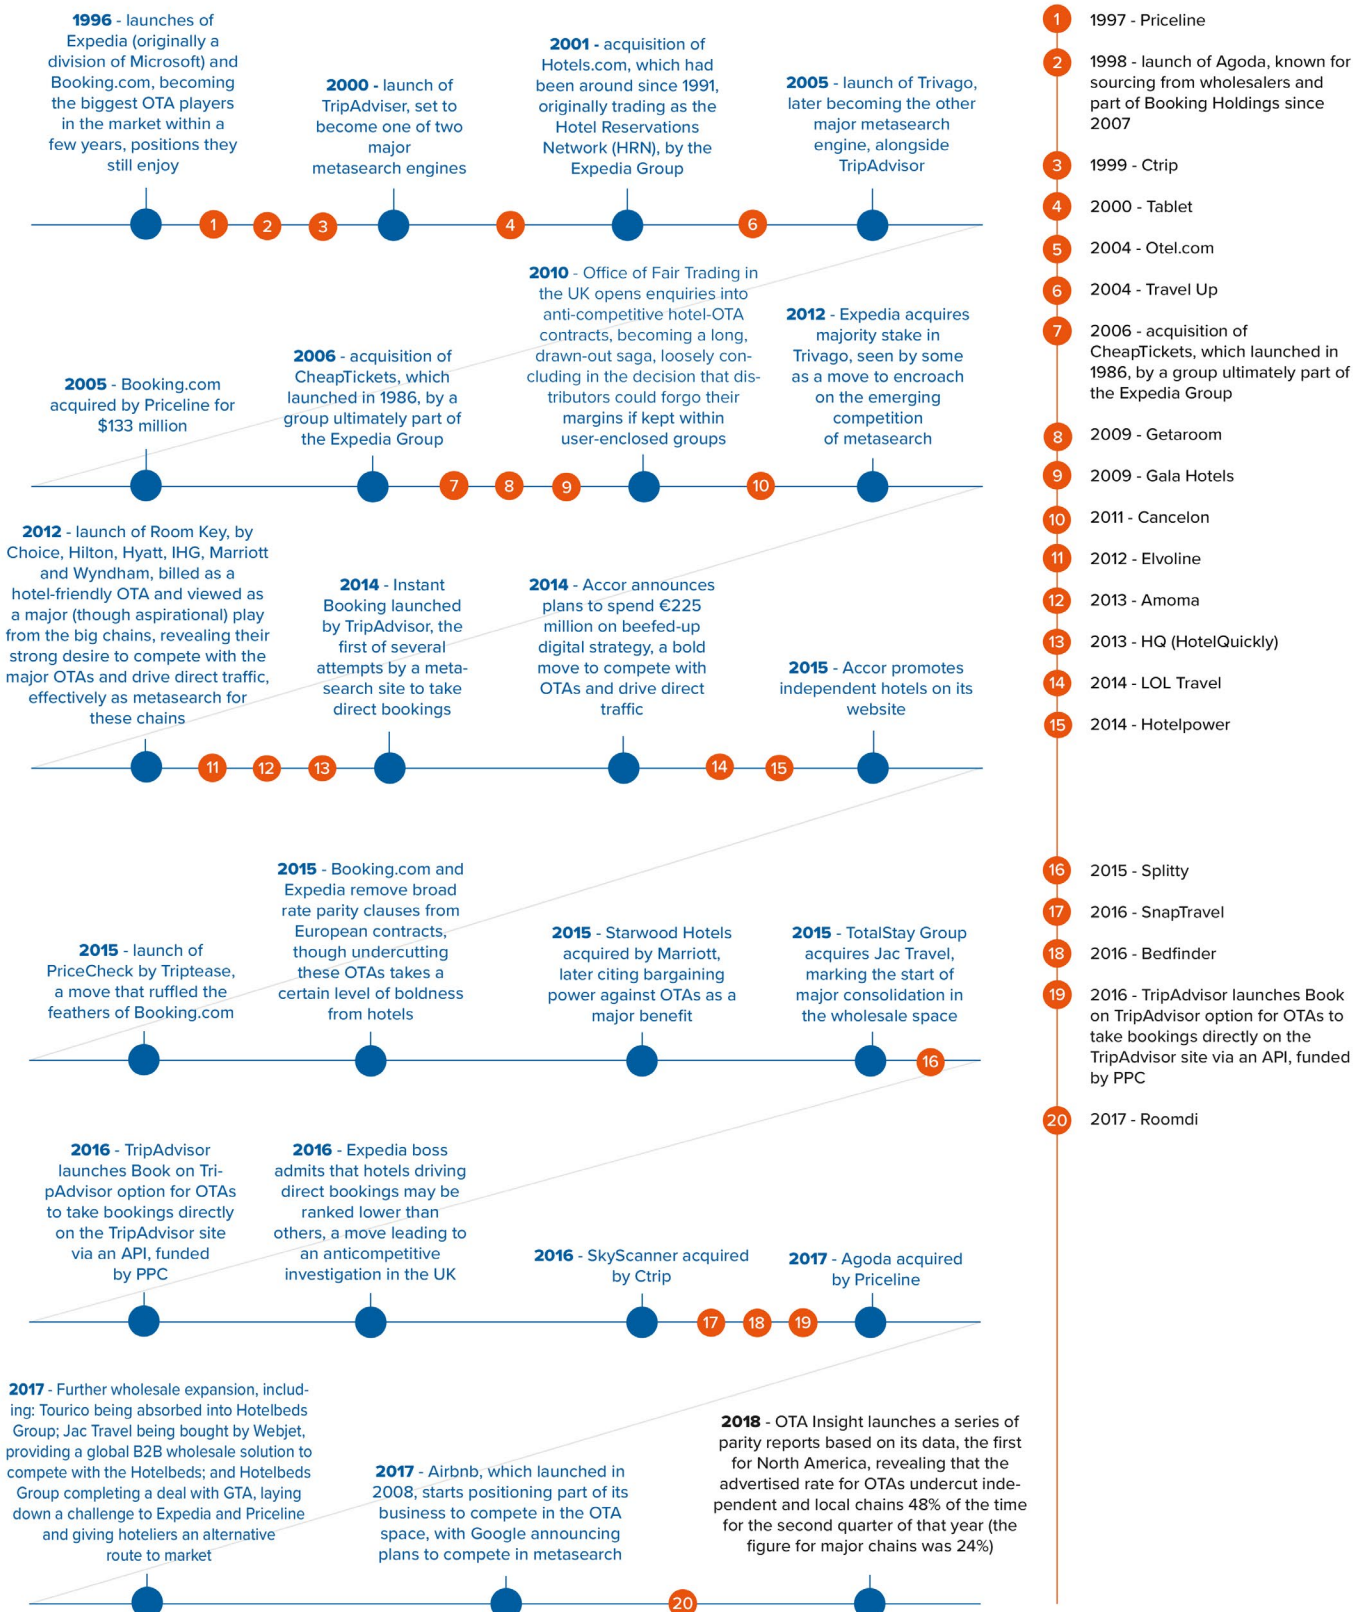 1996 - launches of
Expedia (originally a
division of Microsoft) and
Booking.com, becoming
the biggest OTA players
in the market within a
few years, positions they
still enjoy
2000 - launch of
TripAdviser, set to
become one of two
major
metasearch engines
2001 - acquisition of
Hotels.com, which had
been around since 1991,
originally trading as the
Hotel Reservations
Network (HRN), by the
Expedia Group
2005 - launch of Trivago,
later becoming the other
major metasearch
engine, alongside
TripAdvisor
1
2
3
4
6
2005 - Booking.com
acquired by Priceline for
$133 million
2006 - acquisition of
CheapTickets, which
launched in 1986, by a
group ultimately part of
the Expedia Group
2010 - Office of Fair Trading in
the UK opens enquiries into
anti-competitive hotel-OTA
contracts, becoming a long,
drawn-out saga, loosely con-
cluding in the decision that dis-
tributors could forgo their
margins if kept within
user-enclosed groups
2012 - Expedia acquires
majority stake in
Trivago, seen by some
as a move to encroach
on the emerging
competition
of metasearch
7
8
9
10
2012 - launch of Room Key, by
Choice, Hilton, Hyatt, IHG, Marriott
and Wyndham, billed as a
hotel-friendly OTA and viewed as
a major (though aspirational) play
from the big chains, revealing their
strong desire to compete with the
major OTAs and drive direct traffic,
effectively as metasearch for
these chains
2014 - Instant
Booking launched
by TripAdvisor, the
first of several
attempts by a meta-
search site to take
direct bookings
2014 - Accor announces
plans to spend €225
million on beefed-up
digital strategy, a bold
move to compete with
OTAs and drive direct
traffic
2015 - Accor promotes
independent hotels on its
website
11
12
13
14
15
2015 - launch of
PriceCheck by Triptease,
a move that ruffled the
feathers of Booking.com
2015 - Booking.com and
Expedia remove broad
rate parity clauses from
European contracts,
though undercutting
these OTAs takes a
certain level of boldness
from hotels
2015 - Starwood Hotels
acquired by Marriott,
later citing bargaining
power against OTAs as a
major benefit
2015 - TotalStay Group
acquires Jac Travel,
marking the start of
major consolidation in
the wholesale space
16
2016 - TripAdvisor
launches Book on Tri-
pAdvisor option for OTAs
to take bookings directly
on the TripAdvisor site
via an API, funded
by PPC
2016 - Expedia boss
admits that hotels driving
direct bookings may be
ranked lower than
others, a move leading to
an anticompetitive
investigation in the UK
2016 - SkyScanner acquired
by Ctrip
2017 - Agoda acquired
by Priceline
17
18
19
2017 - Further wholesale expansion, includ-
ing: Tourico being absorbed into Hotelbeds
Group; Jac Travel being bought by Webjet,
providing a global B2B wholesale solution to
compete with the Hotelbeds; and Hotelbeds
Group completing a deal with GTA, laying
down a challenge to Expedia and Priceline
and giving hoteliers an alternative
route to market
2017 - Airbnb, which launched in
2008, starts positioning part of its
business to compete in the OTA
space, with Google announcing
plans to compete in metasearch
2018 - OTA Insight launches a series of
parity reports based on its data, the first
for North America, revealing that the
advertised rate for OTAs undercut inde-
pendent and local chains 48% of the time
for the second quarter of that year (the
figure for major chains was 24%)
20
1 1997 - Priceline
2 1998 - launch of Agoda, known for
sourcing from wholesalers and
part of Booking Holdings since
2007
3 1999 - Ctrip
4 2000 - Tablet
5 2004 - Otel.com
6 2004 - Travel Up
7 2006 - acquisition of
CheapTickets, which launched in
1986, by a group ultimately part of
the Expedia Group
8 2009 - Getaroom
9 2009 - Gala Hotels
10 2011 - Cancelon
11 2012 - Elvoline
12 2013 - Amoma
13 2013 - HQ (HotelQuickly)
14 2014 - LOL Travel
15 2014 - Hotelpower
16 2015 - Splitty
17 2016 - SnapTravel
18 2016 - Bedfinder
19 2016 - TripAdvisor launches Book
on TripAdvisor option for OTAs to
take bookings directly on the
TripAdvisor site via an API, funded
by PPC
20 2017 - Roomdi